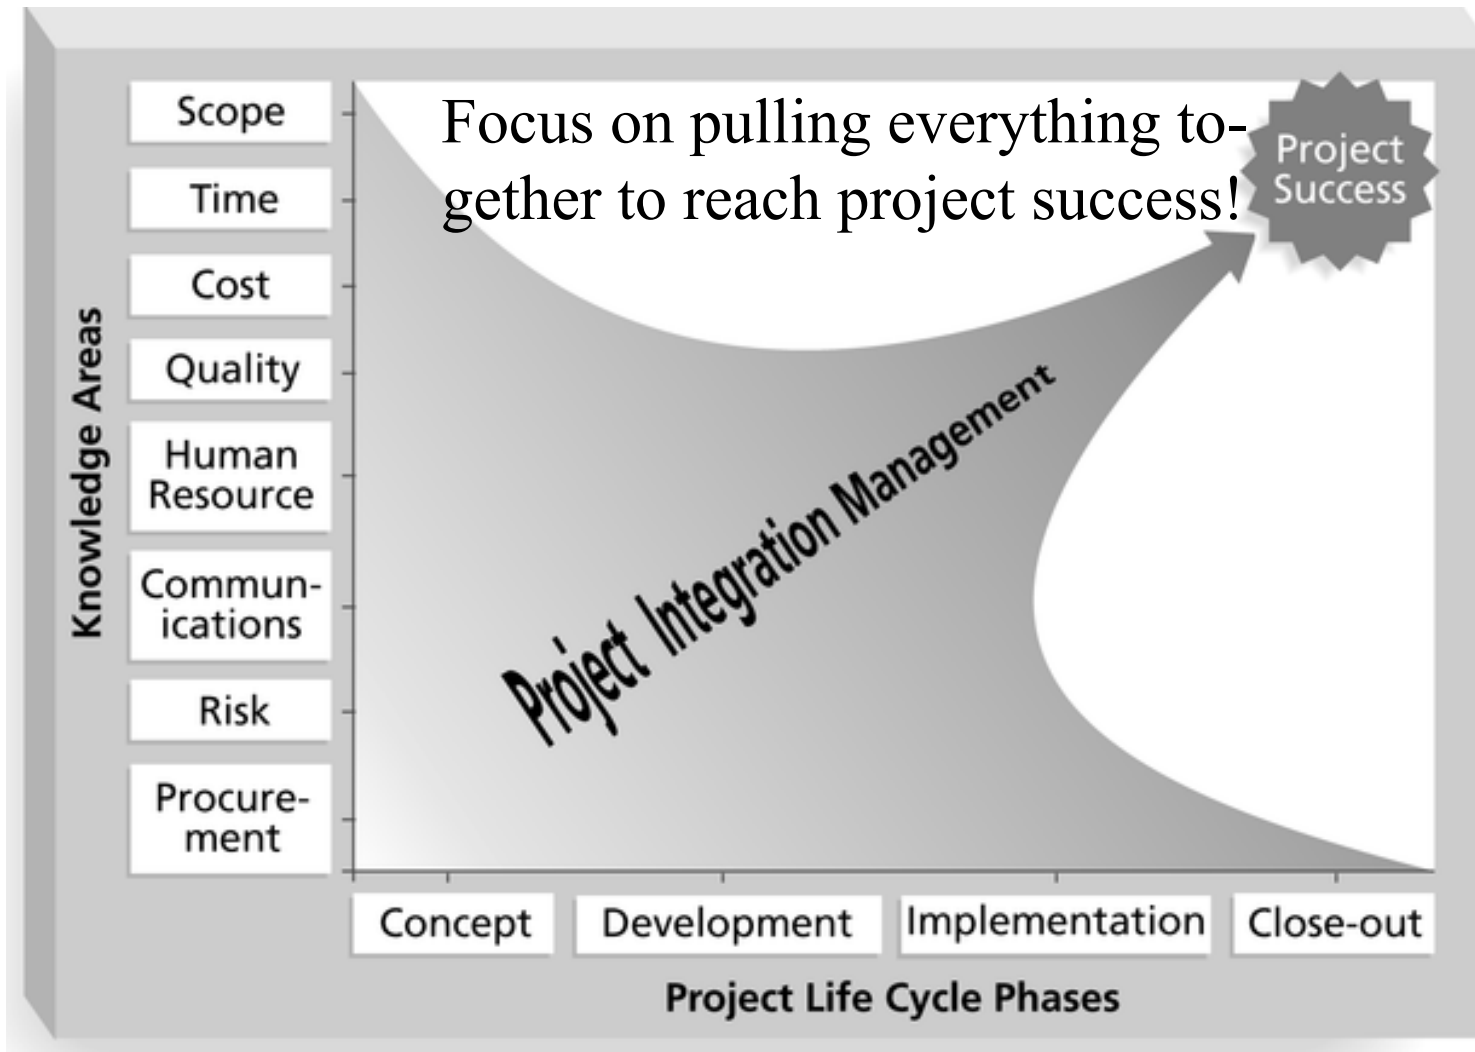 Focus on pulling everything to-
gether to reach project success!
Project
Success
Knowledge Areas
Scope
Time
Cost
Quality
Human
Resource
Commun-
ications
Risk
Procure-
ment
Project Integration Management
Concept
Development
Implementation
Close-out
Project Life Cycle Phases